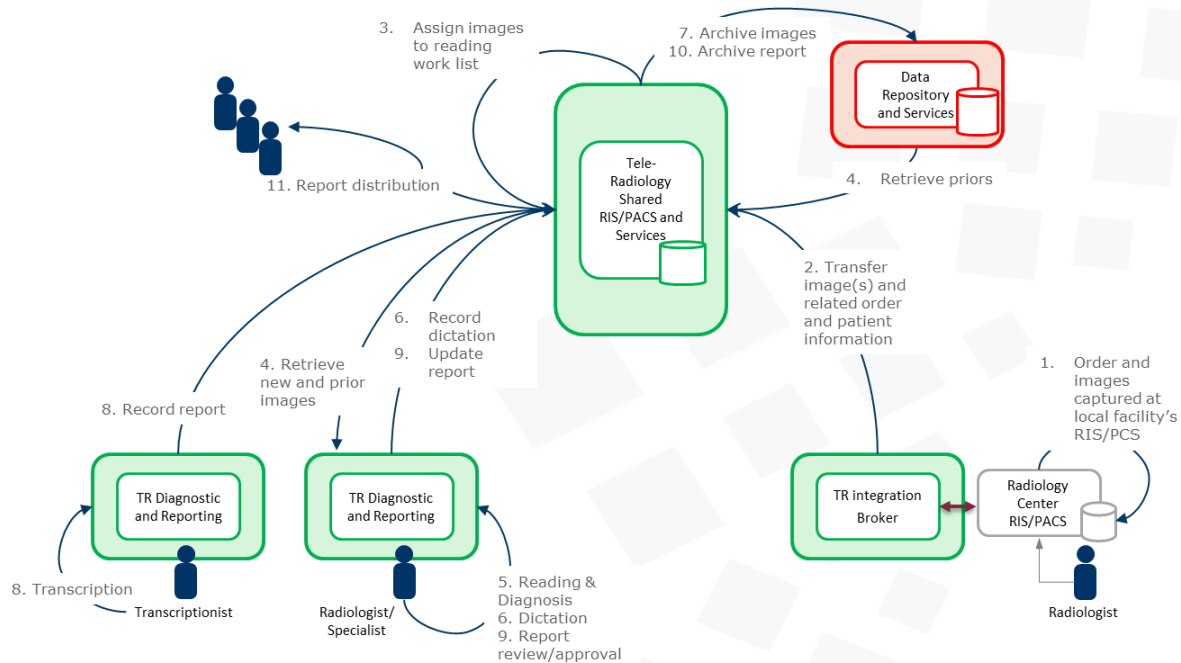 3. Assign images
to reading
work list
7. Archive images
10. Archive report
Data
Repository
and Services
11. Report distribution
Tele-
Radiology
Shared
RIS/PACS and
Services
4. Retrieve priors
2. Transfer
image(s) and
related order
and patient
information
6. Record
dictation
9. Update
report
4. Retrieve
new and prior
images
1. Order and
images
captured at
local facility’s
RIS/PCS
8. Record report
TR Diagnostic
and Reporting
TR Diagnostic
and Reporting
TR integration
Broker
Radiology
Center
RIS/PACS
8. Transcription
Transcriptionist
Radiologist/
Specialist
5. Reading &
Diagnosis
6. Dictation
9. Report
review/approval
Radiologist